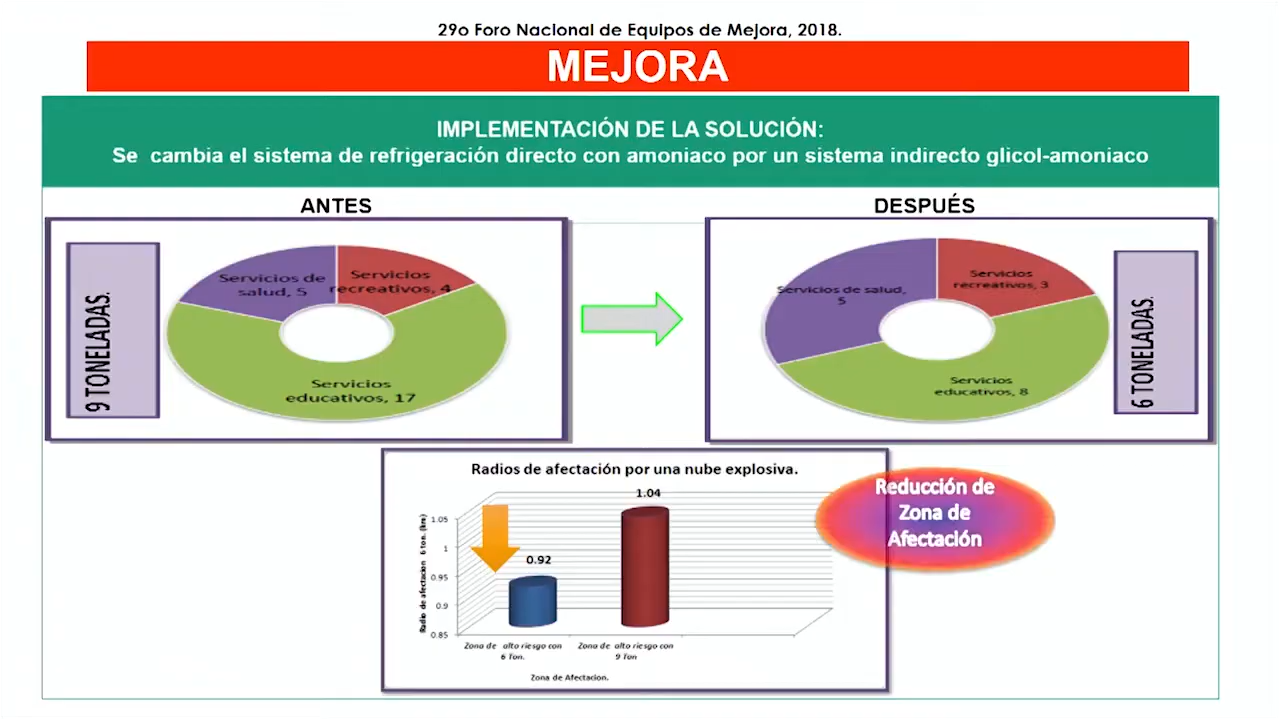 29o Foro Nacional de Equipos de Mejora, 2018.
MEJORA
IMPLEMENTACIÓN DE LA SOLUCIÓN:
Se cambia el sistema de refrigeración directo con amoniaco por un sistema indirecto glicol-amoniaco
ANTES
DESPUÉS
9 TONELADAS.
Servicios de
salud, 5
Servicios
recreativos, 4
Servicios
educativos, 17
Servicios de salud,
5
Servicios
recreativos, 3
Servicios
educativos, 8
6 TONELADAS.
Radios de afectación por una nube explosiva.
1.04
0.92
Radio de afectacion 6 ton. (km)
1.05
1
0.95
0.9
0.85
Zona de alto riesgo con
6 Ton.
Zona de alto riesgo con
9 Ton
Zona de Afectacion.
Reducción de
Zona de
Afectación